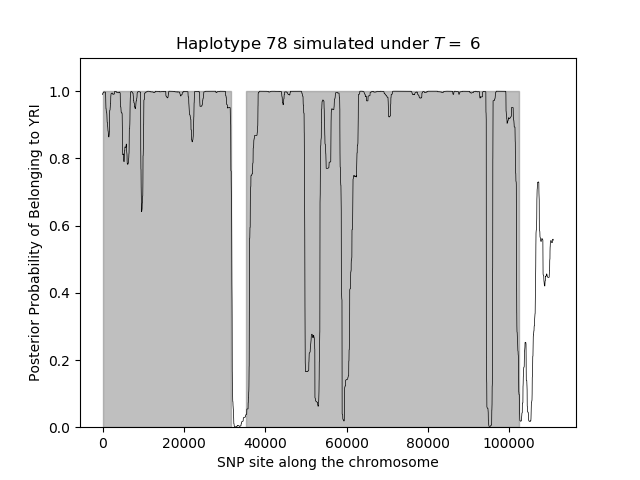 Haplotype 78 simulated under T = 6
Posterior Probability of Belonging to YRI
1.0
0.8
0.6
0.4
0.2
0.0
0 20000 40000 60000 80000 100000
SNP site along the chromosome